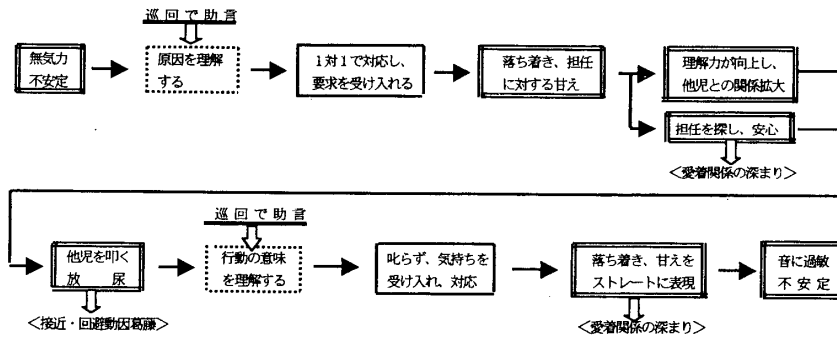 巡回で助言
無気力
不安定
原因を理解
する
1対1で対応し、
要求を受け入れる
落ち着き、担任
に対する甘え
理解力が向上し、
他児との関係拡大
担任を探し、安心
<愛着関係の深まり>
巡回で助言
他児を叩く
放 尿
行動の意味
を理解する
叱らず、気持ちを
受け入れ、対応
落ち着き、甘えを
ストレートに表現
音に過敏
不安定
<接近・回避動因葛藤>
<愛着関係の深まり>